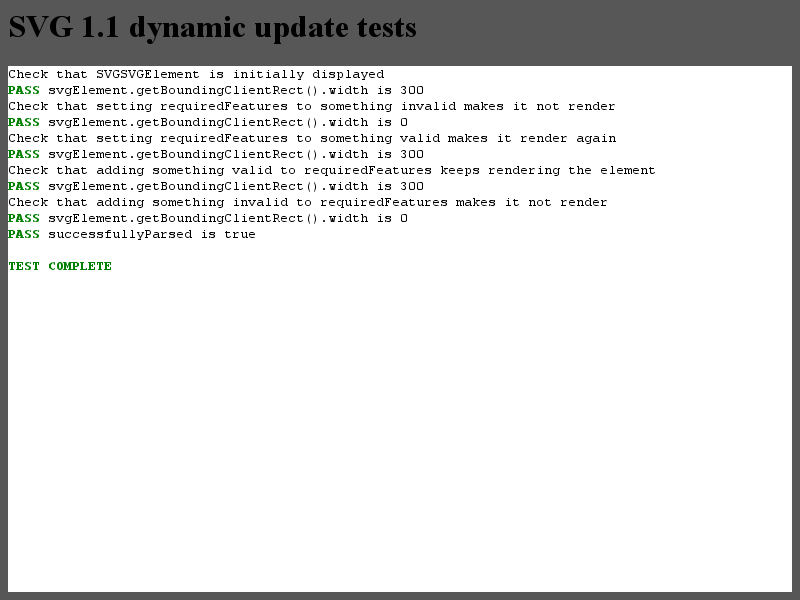 SVG 1.1 dynamic update tests
Check that SVGSVGElement is initially displayed
PASS svgElement.getBoundingClientRect().width is 300
Check that setting requiredFeatures to something invalid makes it not render
PASS svgElement.getBoundingClientRect().width is 0
Check that setting requiredFeatures to something valid makes it render again
PASS svgElement.getBoundingClientRect().width is 300
Check that adding something valid to requiredFeatures keeps rendering the element
PASS svgElement.getBoundingClientRect().width is 300
Check that adding something invalid to requiredFeatures makes it not render
PASS svgElement.getBoundingClientRect().width is 0
PASS successfullyParsed is true
TEST COMPLETE